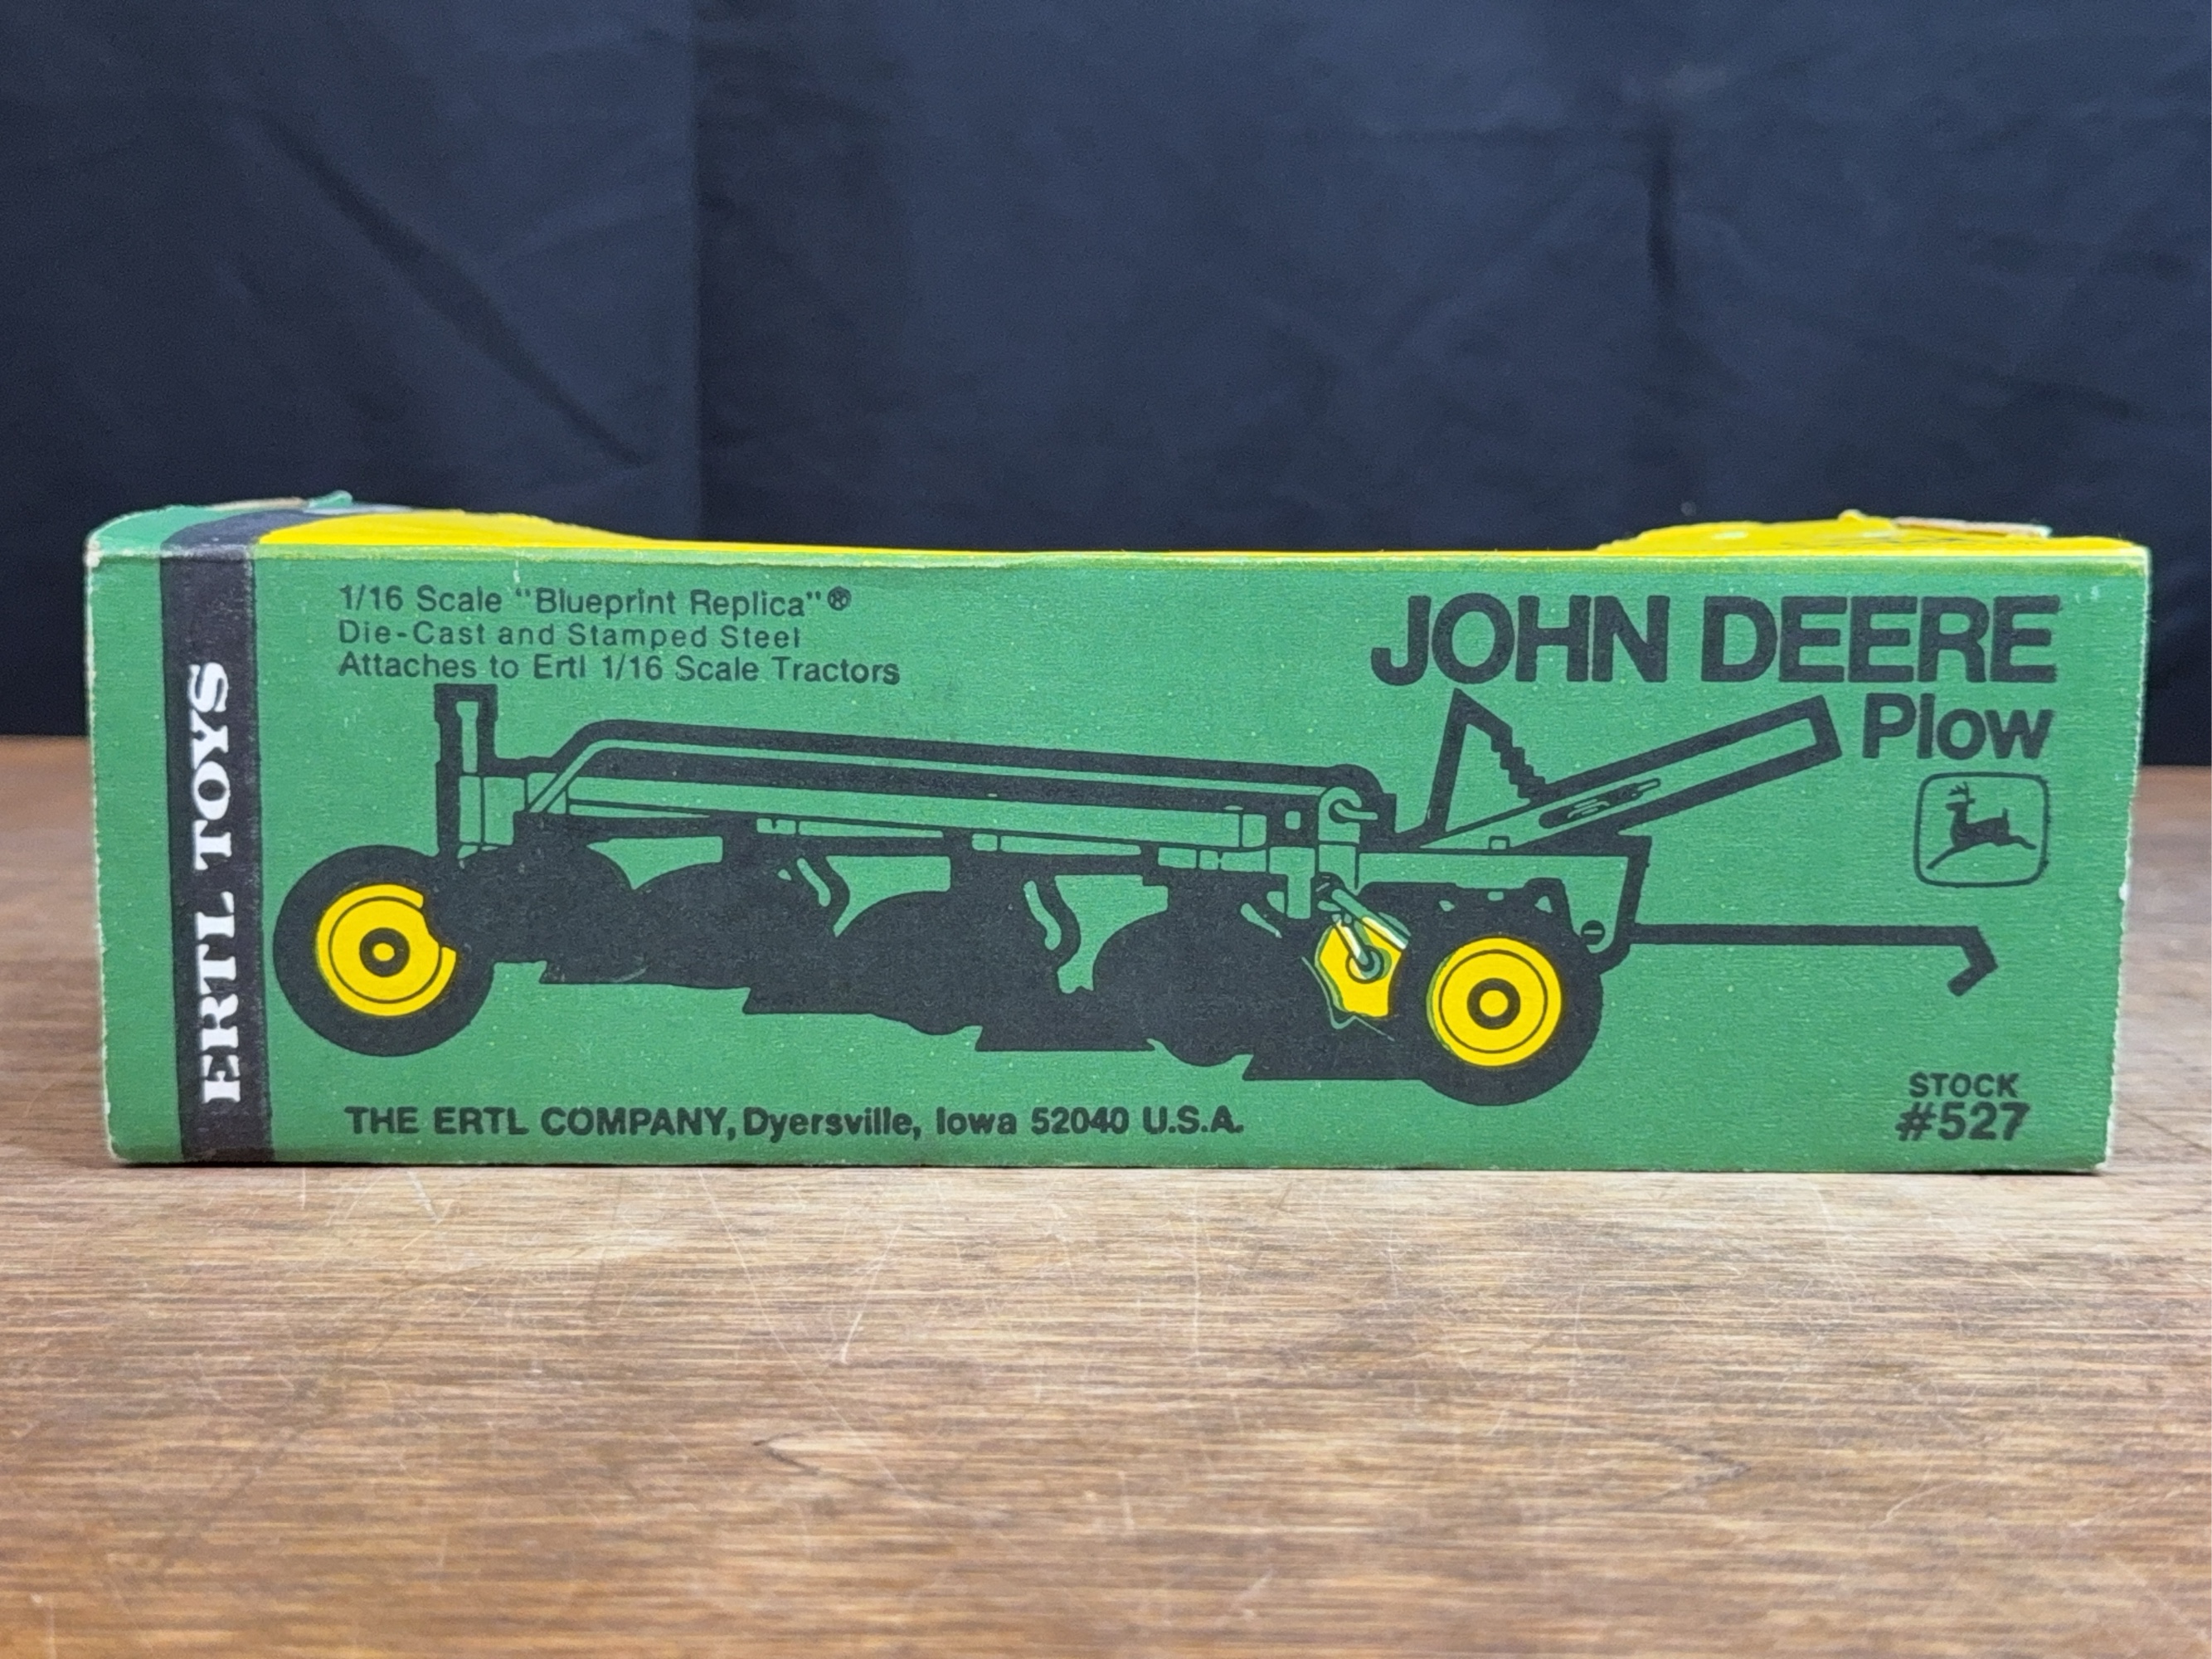 ERTL TOYS
1/16 Scale "Blueprint Replica"®
Die-Cast and Stamped Steel
Attaches to Ertl 1/16 Scale Tractors
JOHN DEERE
Plow
THE ERTL COMPANY, Dyersville, Iowa 52040 U.S.A.
STOCK
#527